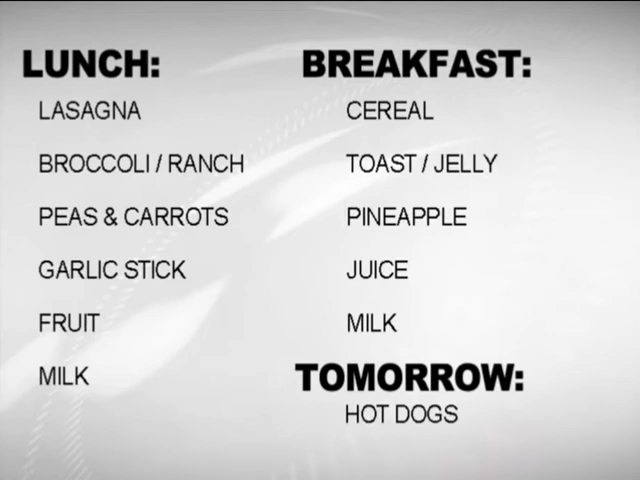 LUNCH:
LASAGNA
BROCCOLI / RANCH
PEAS & CARROTS
GARLIC STICK
FRUIT
MILK
BREAKFAST:
CEREAL
TOAST / JELLY
PINEAPPLE
JUICE
MILK
TOMORROW:
HOT DOGS